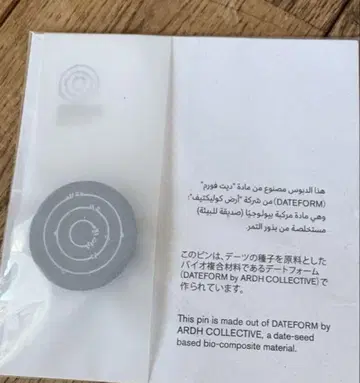 هذا الدبوس مصنوع من مادة "ديت فورم"
(DATEFORM) من شركة "أرض كوليكتيف"
وهي مادة مركبة بيولوجيًا (صديقة للبيئة)
مستخلصة من بذور التمر.
このピンは、デーツの種子を原料とした
バイオ複合材料であるデートフォーム
(DATEFORM BY ARDH COLLECTIVE)で
作られています。
This pin is made out of DATEFORM by
ARDH COLLECTIVE, a date-seed
based bio-composite material.